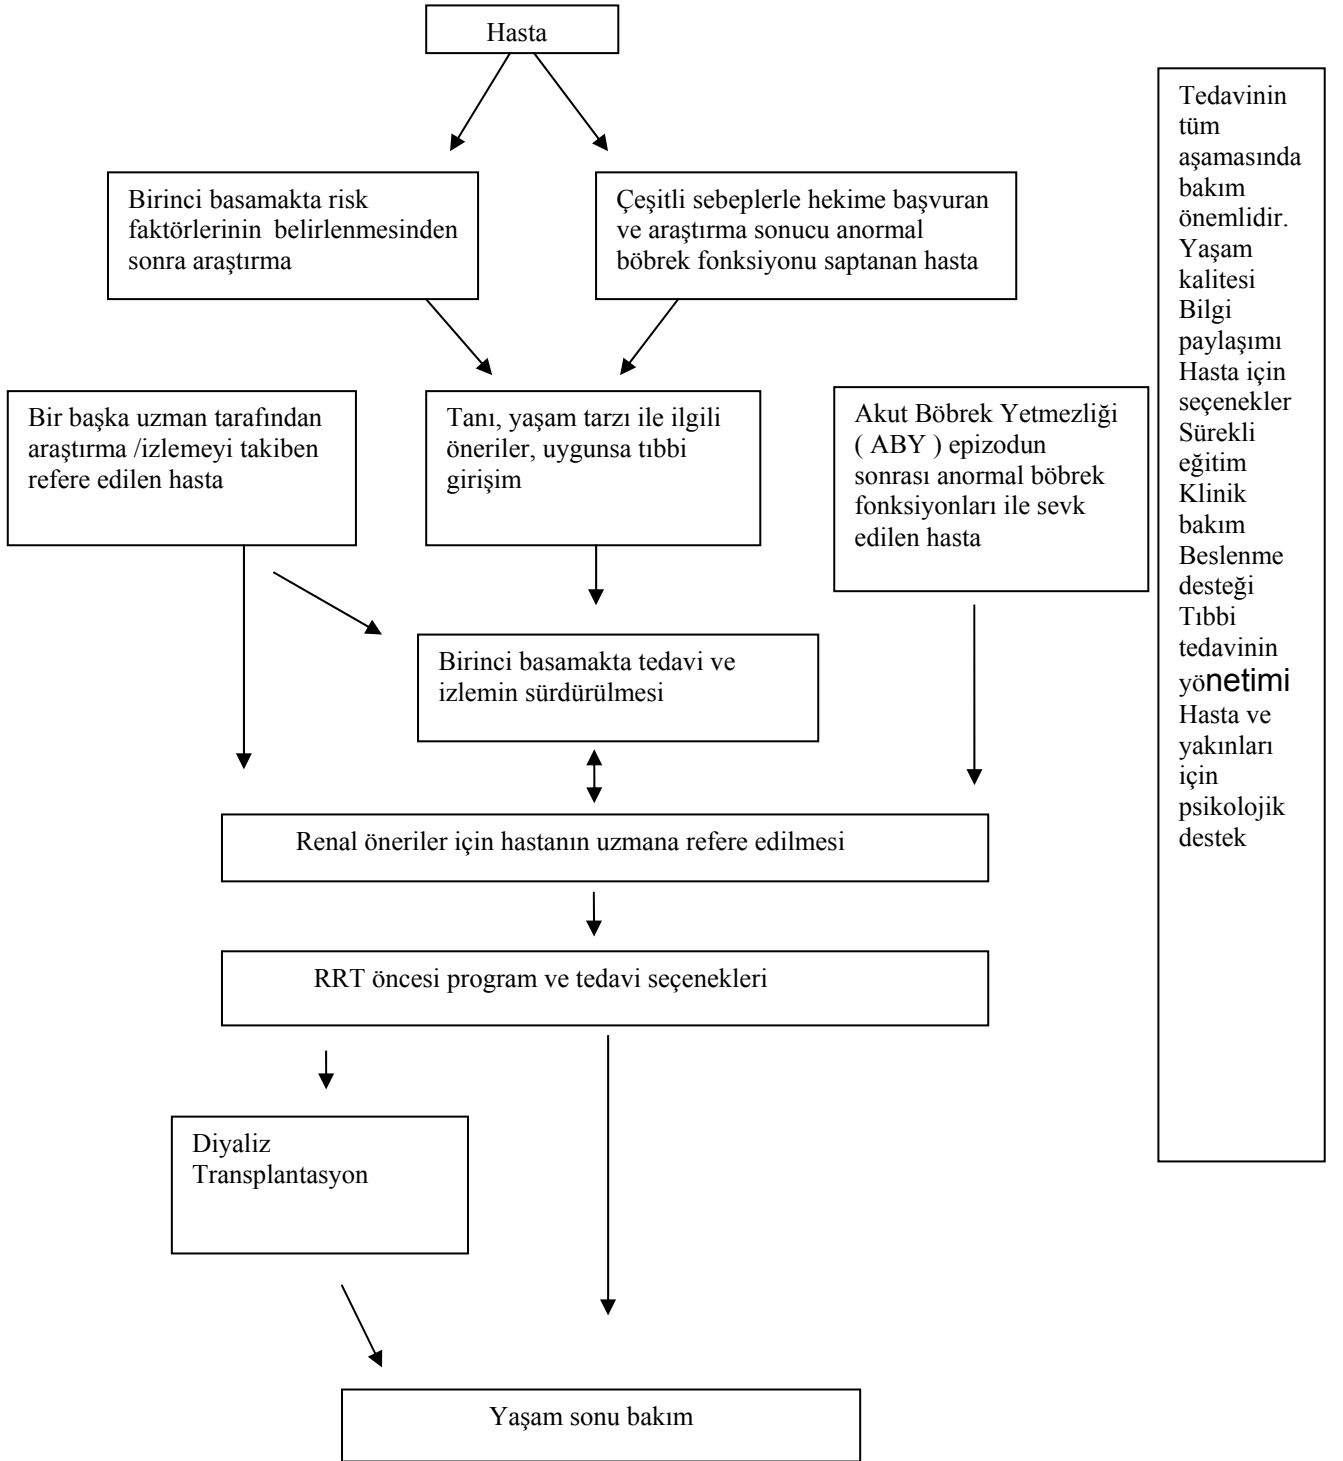 Hasta
Birinci basamakta risk
faktörlerinin belirlenmesinden
sonra araştırma
Çeşitli sebeplerle hekime başvuran
ve araştırma sonucu anormal
böbrek fonksiyonu saptanan hasta
Bir başka uzman tarafından
araştırma /izlemeyi takiben
refere edilen hasta
Tanı, yaşam tarzı ile ilgili
öneriler, uygunsa tıbbi
girişim
Akut Böbrek Yetmezliği
( ABY ) epizodun
sonrası anormal böbrek
fonksiyonları ile sevk
edilen hasta
Birinci basamakta tedavi ve
izlemin sürdürülmesi
Renal öneriler için hastanın uzmana refere edilmesi
RRT öncesi program ve tedavi seçenekleri
Diyaliz
Transplantasyon
Yaşam sonu bakım
Tedavinin
tüm
aşamasında
bakım
önemlidir.
Yaşam
kalitesi
Bilgi
paylaşımı
Hasta için
seçenekler
Sürekli
eğitim
Klinik
bakım
Beslenme
desteği
Tıbbi
tedavinin
yönetimi
Hasta ve
yakınları
için
psikolojik
destek